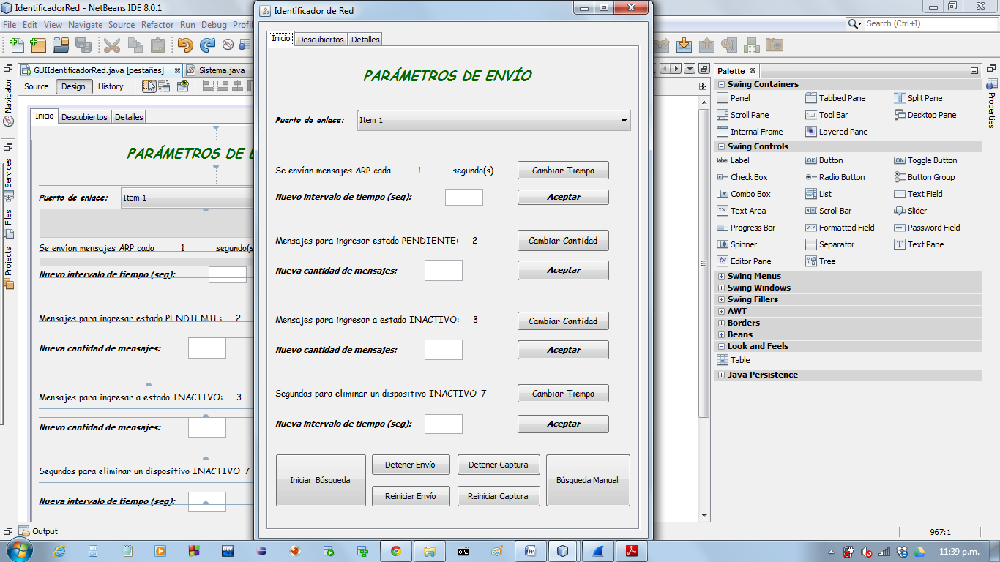 IdentificadorRed - NetBeans IDE 8.0.1
File Edit View Navigate Source Refactor Run Debug Profil
Search (Ctrl+I)
GUIIdentificadorRed.java [pestañas]
Sistema.java
Source Design History
Navigator
Services
Files
Projects
Inicio Descubiertos Detalles
PARÁMETROS DE E
Puerto de enlace: Item 1
Se envían mensajes ARP cada 1 segundo(s
Nuevo intervalo de tiempo (seg):
Mensajes para ingresar estado PENDIENTE: 2
Nueva cantidad de mensajes:
Mensajes para ingresar a estado INACTIVO: 3
Nuevo cantidad de mensajes:
Segundos para eliminar un dispositivo INACTIVO 7
Nueva intervalo de tiempo (seg):
Output
Identificador de Red
Inicio Descubiertos Detalles
PARÁMETROS DE ENVÍO
Puerto de enlace: Item 1
Se envían mensajes ARP cada 1 segundo(s) Cambiar Tiempo
Nuevo intervalo de tiempo (seg): Aceptar
Mensajes para ingresar estado PENDIENTE: 2 Cambiar Cantidad
Nueva cantidad de mensajes: Aceptar
Mensajes para ingresar a estado INACTIVO: 3 Cambiar Cantidad
Nuevo cantidad de mensajes: Aceptar
Segundos para eliminar un dispositivo INACTIVO 7 Cambiar Tiempo
Nueva intervalo de tiempo (seg): Aceptar
Iniciar Búsqueda
Detener Envío Detener Captura
Reiniciar Envío Reiniciar Captura
Búsqueda Manual
Palette
Swing Containers
Panel Tabbed Pane Split Pane
Scroll Pane Tool Bar Desktop Pane
Internal Frame Layered Pane
Swing Controls
label Label OK Button ON Toggle Button
Check Box Radio Button Button Group
Combo Box List Text Field
Text Area Scroll Bar Slider
Progress Bar Formatted Field Password Field
Spinner Separator T Text Pane
Editor Pane Tree
Swing Menus
Swing Windows
Swing Fillers
AWT
Borders
Beans
Look and Feels
Table
Java Persistence
Properties
967:1
11:39 p.m.